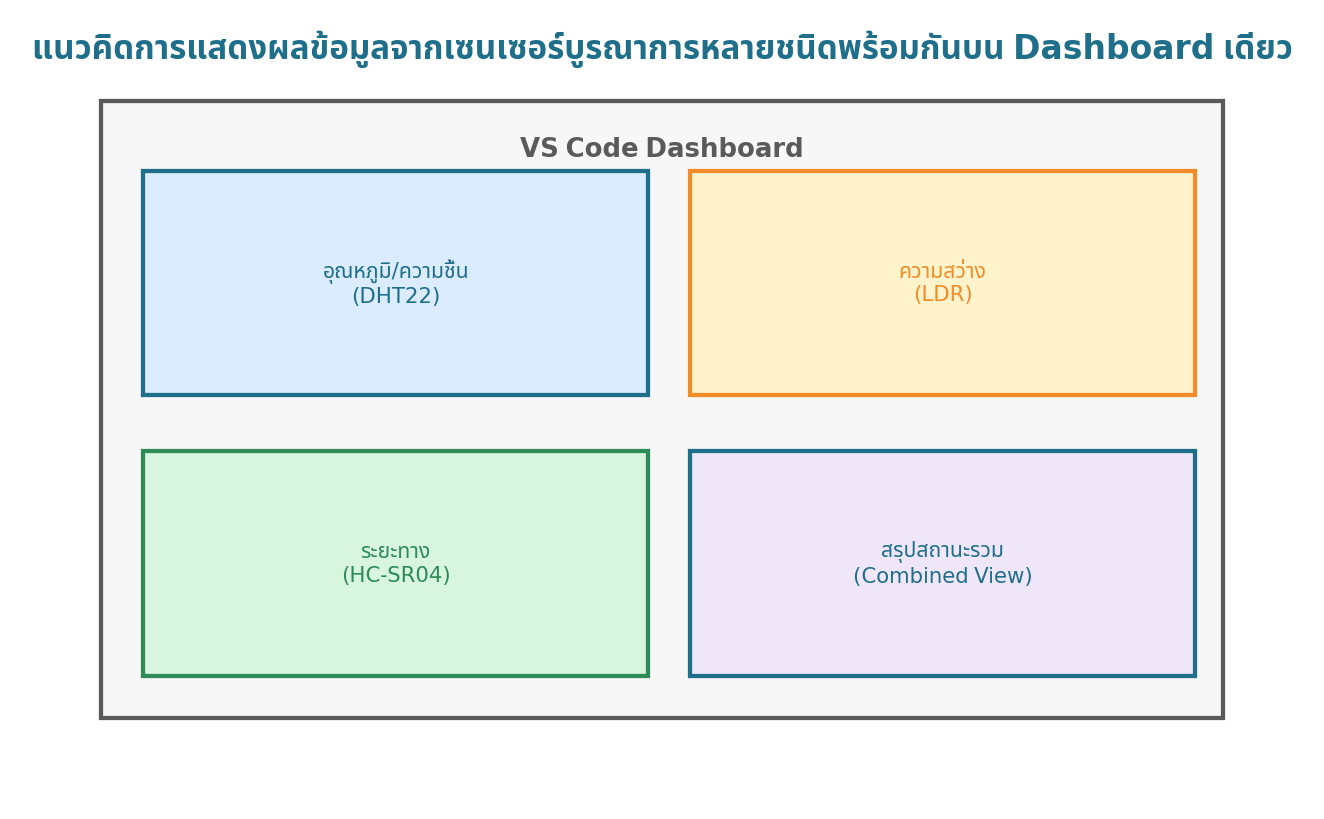 แนวคิดการแสดงผลข้อมูลจากเซนเซอร์บูรณาการหลายชนิดพร้อมกันบน Dashboard เดียว
VS Code Dashboard
อุณหภูมิ/ความชื้น
(DHT22)
ความสว่าง
(LDR)
ระยะทาง
(HC-SR04)
สรุปสถานะรวม
(Combined View)